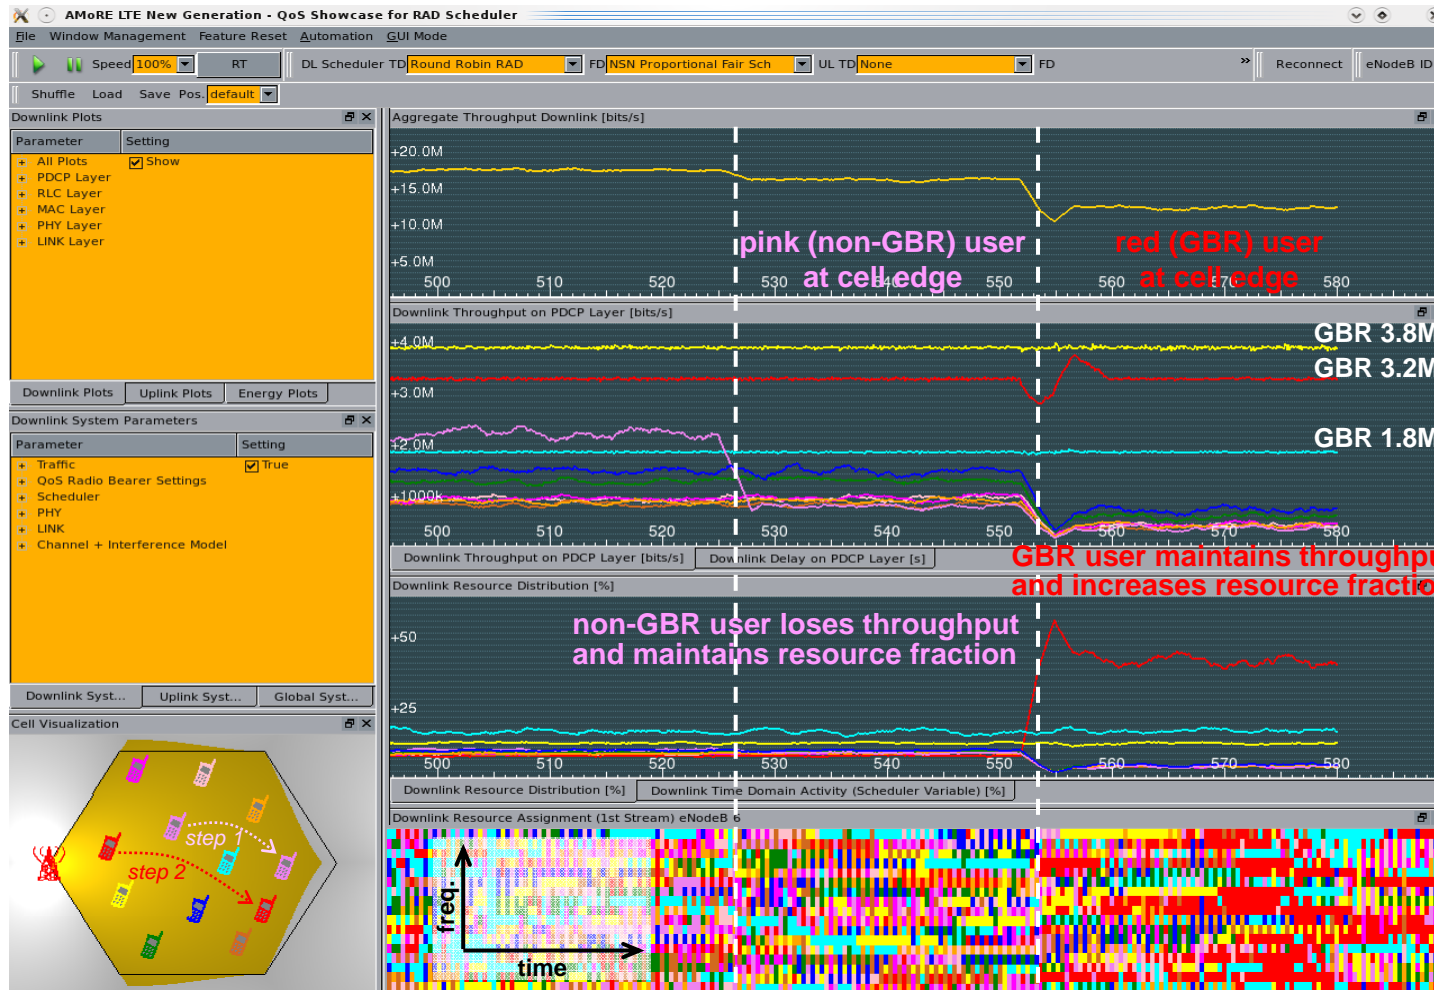 AMoRE LTE New Generation - QoS Showcase for RAD Scheduler
File Window Management Feature Reset Automation GUI Mode
Speed 100% RT DL Scheduler TD Round Robin RAD FD NSN Proportional Fair Sch UL TD None FD » Reconnect eNodeB ID
Shuffle Load Save Pos. default
Downlink Plots
Parameter Setting
All Plots Show
PDCP Layer
RLC Layer
MAC Layer
PHY Layer
LINK Layer
Downlink Plots Uplink Plots Energy Plots
Downlink System Parameters
Parameter Setting
Traffic True
QoS Radio Bearer Settings
Scheduler
PHY
LINK
Channel + Interference Model
Downlink Syst... Uplink Syst... Global Syst...
Cell Visualization
step 1
step 2
Aggregate Throughput Downlink [bits/s]
+20.0M
+15.0M
+10.0M
+5.0M
pink (non-GBR) user
at cell edge
red (GBR) user
at cell edge
500 510 520 530 540 550 560 570 580
Downlink Throughput on PDCP Layer [bits/s]
+4.0M
+3.0M
+2.0M
+1000k
GBR 3.8M
GBR 3.2M
GBR 1.8M
500 510 520 530 540 550 560 570 580
Downlink Throughput on PDCP Layer [bits/s] Downlink Delay on PDCP Layer [s]
GBR user maintains throughpu
and increases resource fraction
Downlink Resource Distribution [%]
+50
+25
non-GBR user loses throughput
and maintains resource fraction
500 510 520 530 540 550 560 570 580
Downlink Resource Distribution [%] Downlink Time Domain Activity (Scheduler Variable) [%]
Downlink Resource Assignment (1st Stream) eNodeB 6
freq.
time